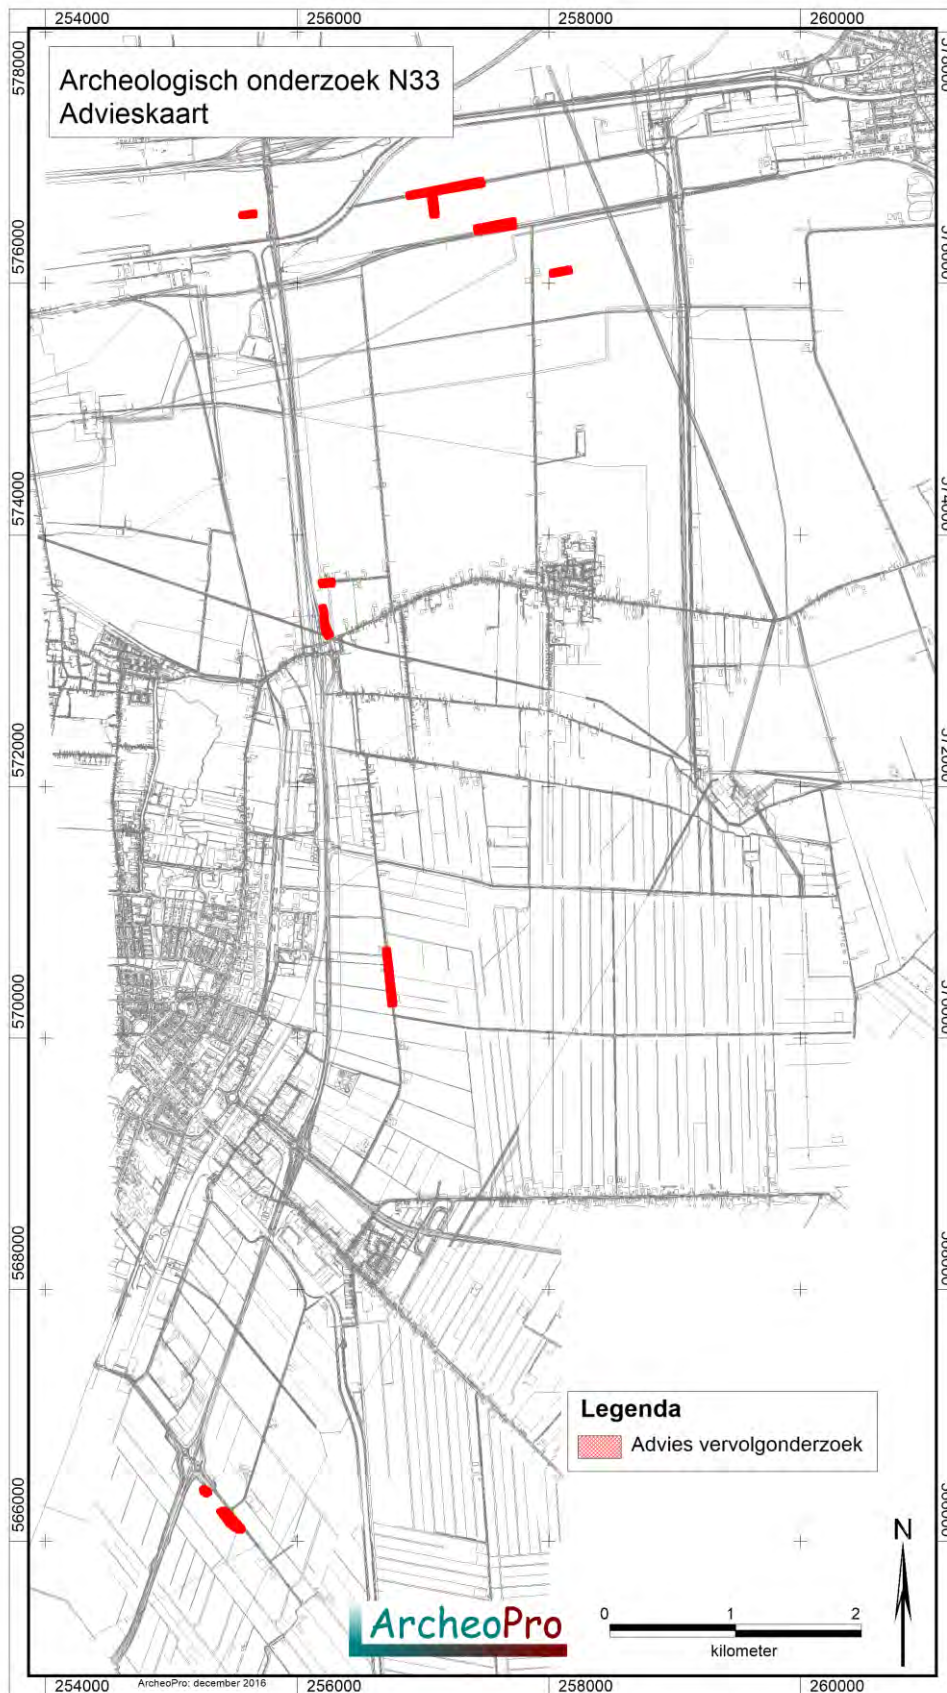 254000 256000 258000 260000
Archeologisch onderzoek N33
Advieskaart
578000
576000
574000
572000
570000
568000
566000
Legenda
Advies vervolgonderzoek
N
ArcheoPro
0 1 2
kilometer
ArcheoPro: december 2016
254000 256000 258000 260000